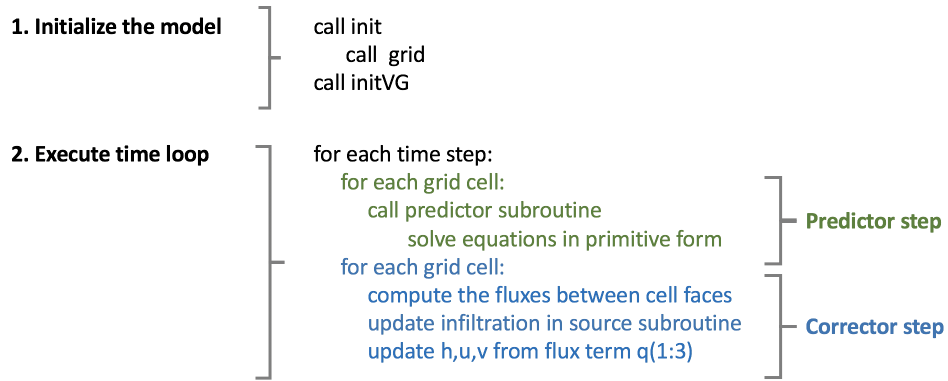 1. Initialize the model
call init
call grid
call initVG
2. Execute time loop
for each time step:
for each grid cell:
call predictor subroutine
solve equations in primitive form
Predictor step
for each grid cell:
compute the fluxes between cell faces
update infiltration in source subroutine
update h,u,v from flux term q(1:3)
Corrector step